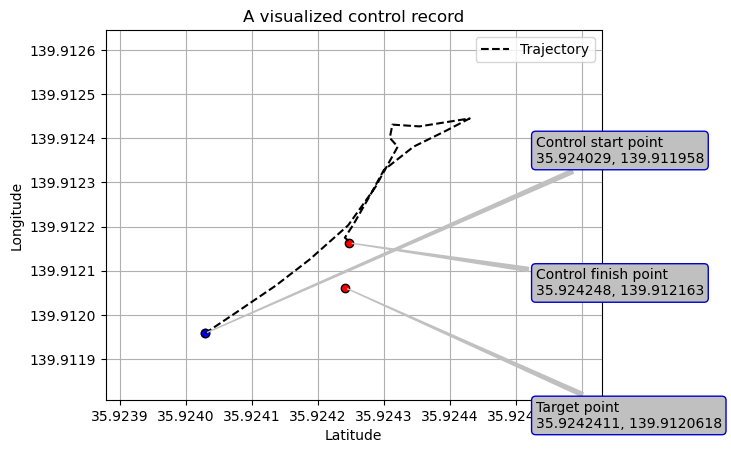 A visualized control record
Trajectory
139.9126
139.9125
139.9124
139.9123
139.9122
139.9121
139.9120
139.9119
Longitude
Control start point
35.924029, 139.911958
Control finish point
35.924248, 139.912163
Target point
35.9242411, 139.9120618
35.9239 35.9240 35.9241 35.9242 35.9243 35.9244 35.924
Latitude